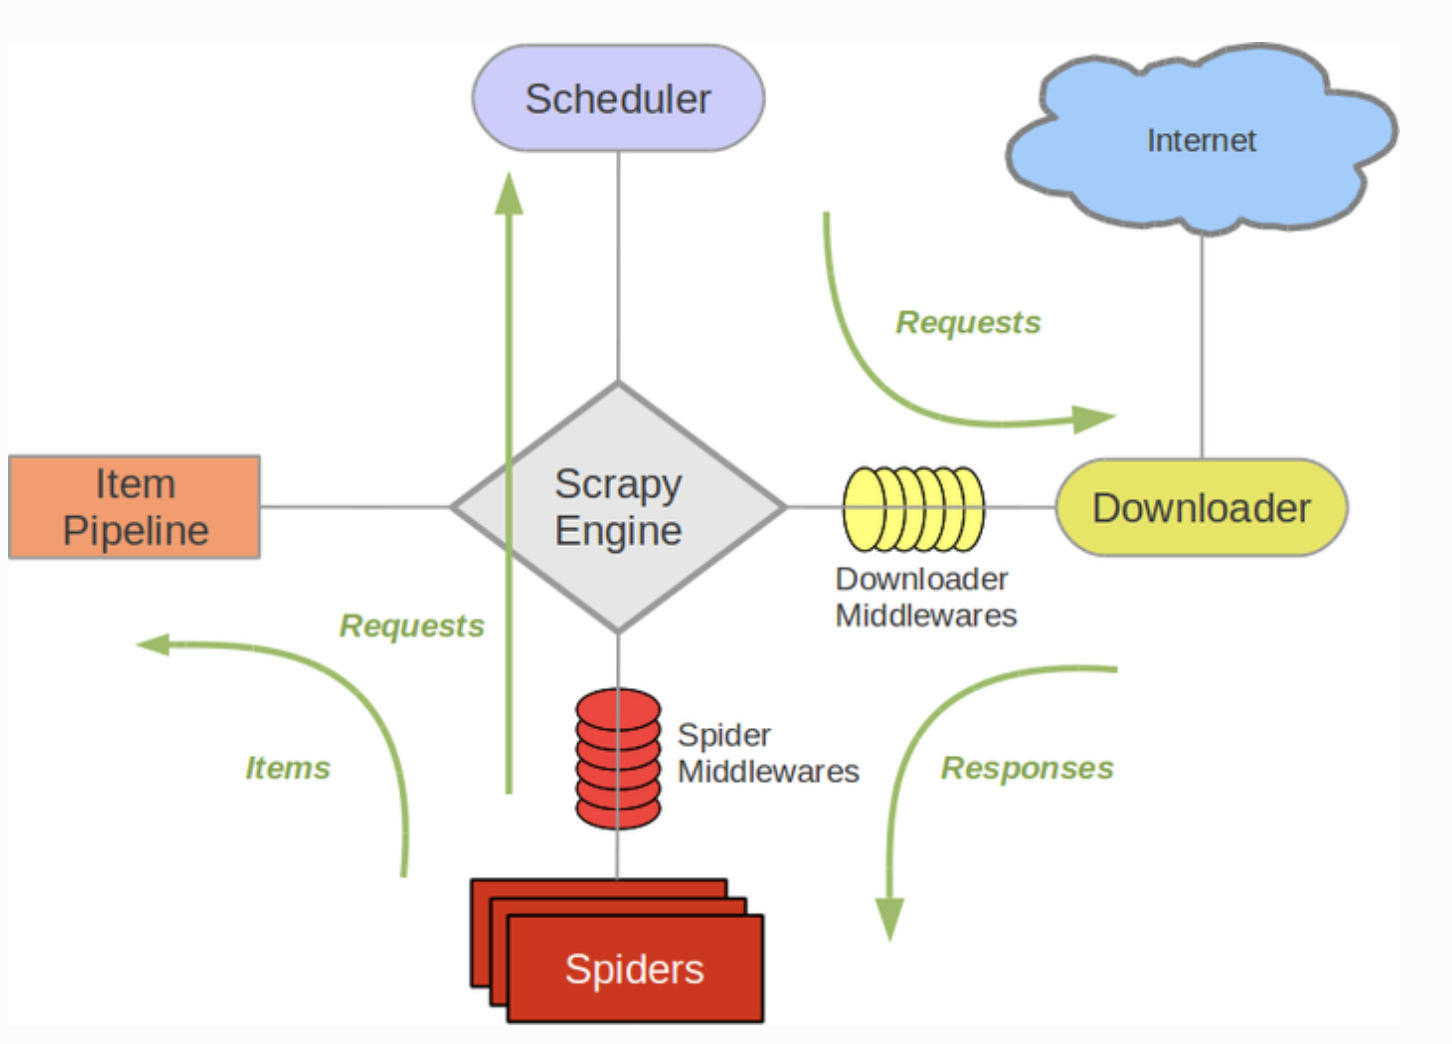 Scheduler
Internet
Requests
Scrapy
Engine
Item
Pipeline
Downloader
Downloader
Middlewares
Requests
Spider
Middlewares
Items
Responses
Spiders